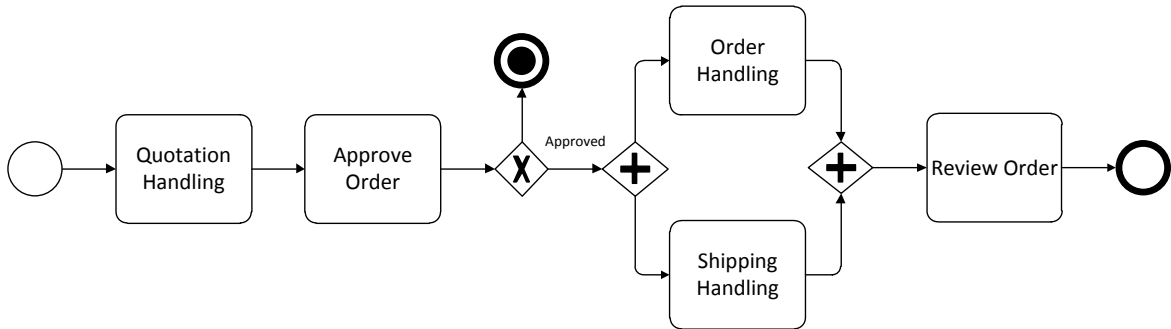 Quotation
Handling
Approve
Order
X
Approved
Order
Handling
Shipping
Handling
Review Order